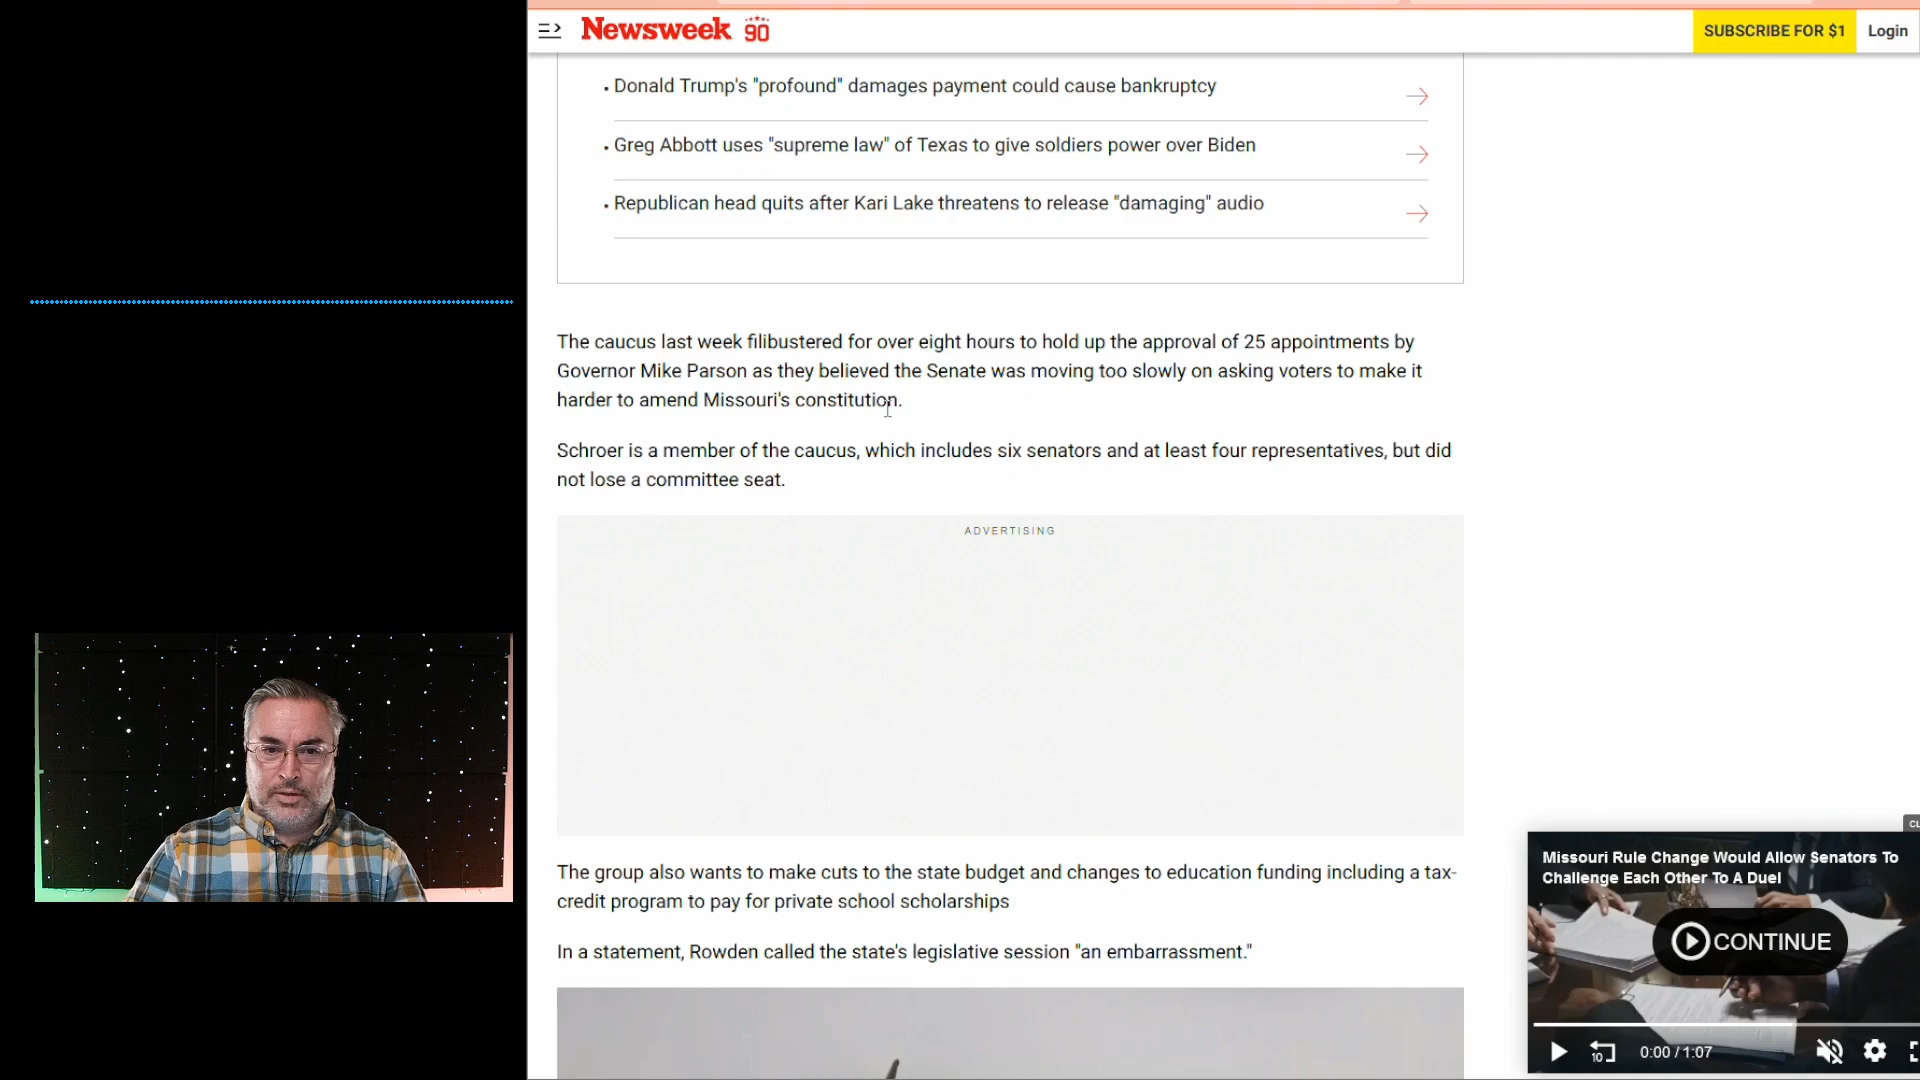 Newsweek 90
SUBSCRIBE FOR $1
Login
• Donald Trump's "profound" damages payment could cause bankruptcy
• Greg Abbott uses "supreme law" of Texas to give soldiers power over Biden
• Republican head quits after Kari Lake threatens to release "damaging" audio
The caucus last week filibustered for over eight hours to hold up the approval of 25 appointments by
Governor Mike Parson as they believed the Senate was moving too slowly on asking voters to make it
harder to amend Missouri's constitution.
Schroer is a member of the caucus, which includes six senators and at least four representatives, but did
not lose a committee seat.
ADVERTISING
The group also wants to make cuts to the state budget and changes to education funding including a tax-
credit program to pay for private school scholarships
In a statement, Rowden called the state's legislative session "an embarrassment."
Missouri Rule Change Would Allow Senators To
Challenge Each Other To A Duel
CONTINUE
10
0:00 / 1:07